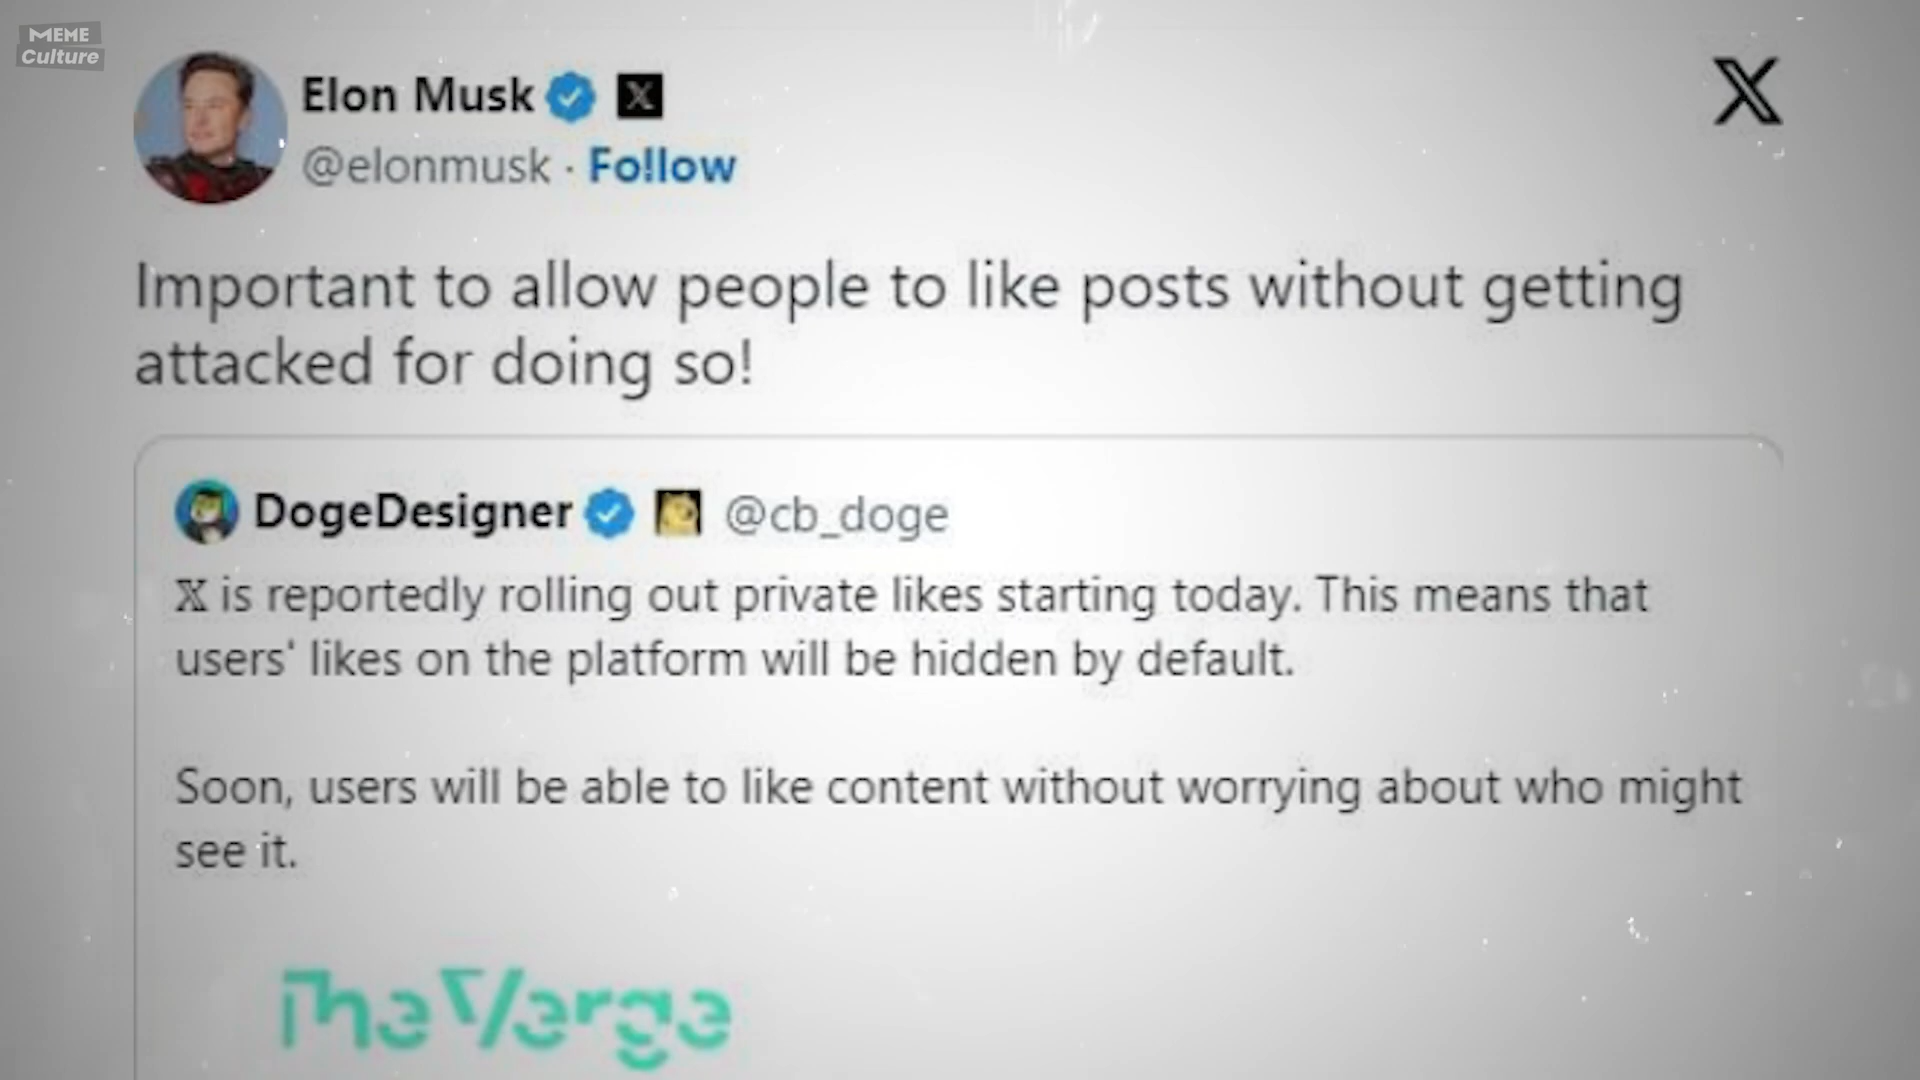 MEME
Culture
Elon Musk
@elonmusk · Follow
Important to allow people to like posts without getting
attacked for doing so!
DogeDesigner @cb_doge
X is reportedly rolling out private likes starting today. This means that
users' likes on the platform will be hidden by default.
Soon, users will be able to like content without worrying about who might
see it.
The Verge